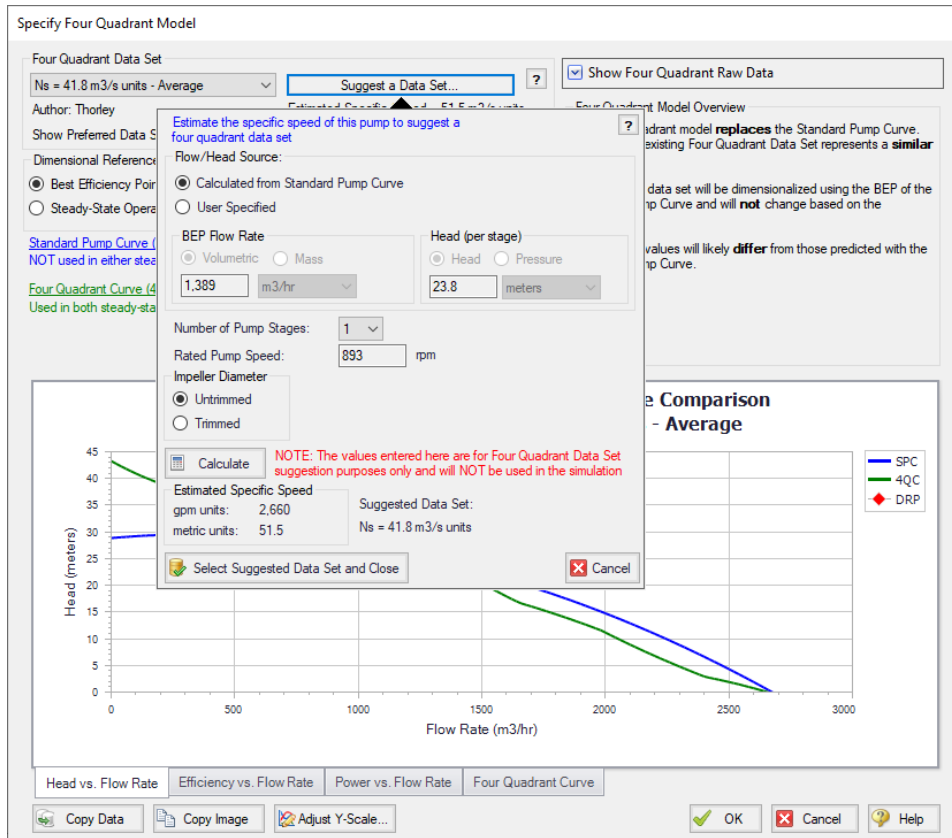 Specify Four Quadrant Model
Four Quadrant Data Set
Ns = 41.8 m3/s units - Average
Suggest a Data Set...
?
Author: Thorley
Show Preferred Data S
Dimensional Reference
Best Efficiency Poin
Steady-State Opera
Standard Pump Curve (
NOT used in either stea
Four Quadrant Curve (4
Used in both steady-sta
Show Four Quadrant Raw Data
Four Quadrant Model Overview
adrant model replaces the Standard Pump Curve.
existing Four Quadrant Data Set represents a similar
data set will be dimensionalized using the BEP of the
p Curve and will not change based on the
values will likely differ from those predicted with the
p Curve.
Estimate the specific speed of this pump to suggest a
four quadrant data set
?
Flow/Head Source:
Calculated from Standard Pump Curve
User Specified
BEP Flow Rate
Volumetric
Mass
1,389
m3/hr
Head (per stage)
Head
Pressure
23.8
meters
Number of Pump Stages:
1
Rated Pump Speed:
893
rpm
Impeller Diameter
Untrimmed
Trimmed
Calculate
NOTE: The values entered here are for Four Quadrant Data Set
suggestion purposes only and will NOT be used in the simulation
Estimated Specific Speed
gpm units: 2,660
metric units: 51.5
Suggested Data Set:
Ns = 41.8 m3/s units
Select Suggested Data Set and Close
Cancel
e Comparison
- Average
SPC
4QC
DRP
Head (meters)
45
40
35
30
25
20
15
10
5
0
0
500
1000
1500
2000
2500
3000
Flow Rate (m3/hr)
Head vs. Flow Rate
Efficiency vs. Flow Rate
Power vs. Flow Rate
Four Quadrant Curve
Copy Data
Copy Image
Adjust Y-Scale...
OK
Cancel
Help